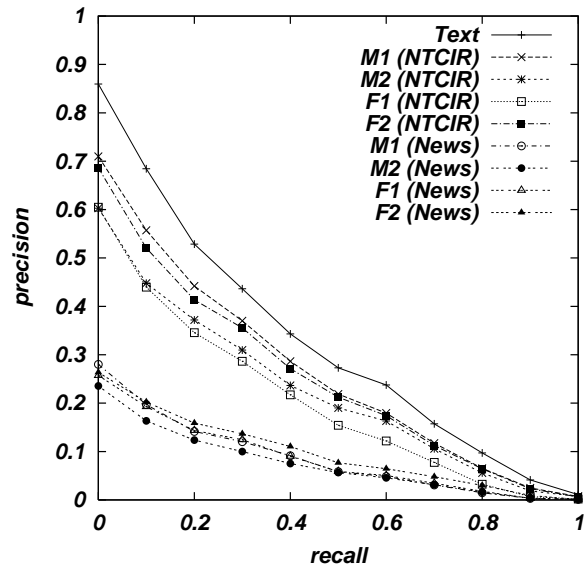 Text
M1 (NTCIR)
M2 (NTCIR)
F1 (NTCIR)
F2 (NTCIR)
M1 (News)
M2 (News)
F1 (News)
F2 (News)
1
0.9
0.8
0.7
0.6
0.5
0.4
0.3
0.2
0.1
0
precision
0 0.2 0.4 0.6 0.8 1
recall